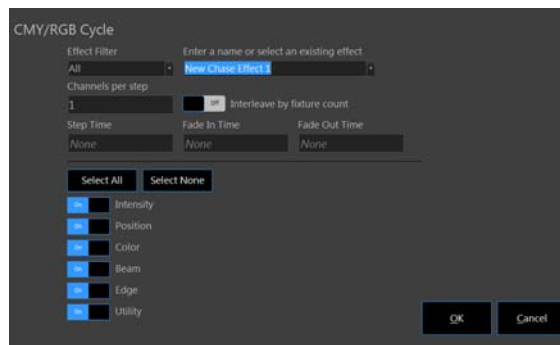 CMY/RGB Cycle
Effect Filter Enter a name or select an existing effect
All New Chase Effect 1
Channels per step
1 Off Interleave by fixture count
Step Time Fade In Time Fade Out Time
None None None
Select All Select None
On Intensity
On Position
On Color
On Beam
On Edge
On Utility
OK Cancel